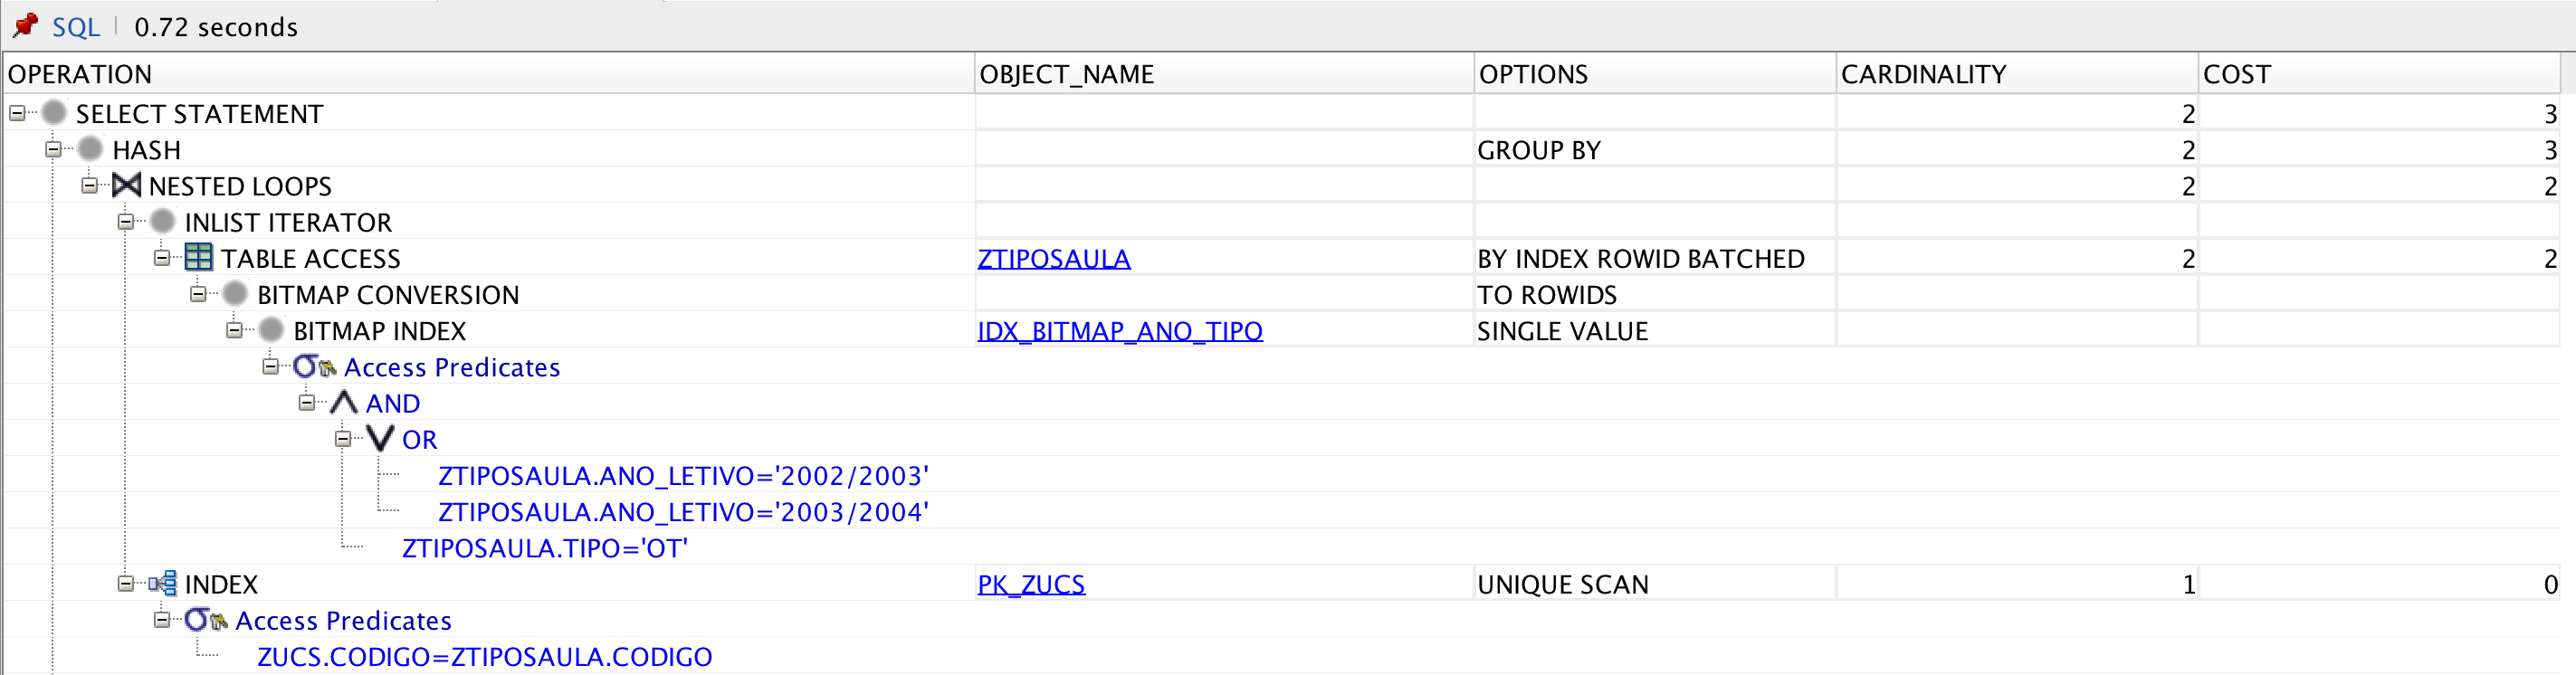 SQL | 0.72 seconds
OPERATION OBJECT_NAME OPTIONS CARDINALITY COST
SELECT STATEMENT 2 3
HASH GROUP BY 2 3
NESTED LOOPS 2 2
INLIST ITERATOR
TABLE ACCESS ZTIPOSAULA BY INDEX ROWID BATCHED 2 2
BITMAP CONVERSION TO ROWIDS
BITMAP INDEX IDX_BITMAP_ANO_TIPO SINGLE VALUE
Access Predicates
AND
OR
ZTIPOSAULA.ANO_LETIVO='2002/2003'
ZTIPOSAULA.ANO_LETIVO='2003/2004'
ZTIPOSAULA.TIPO='OT'
INDEX PK_ZUCS UNIQUE SCAN 1 0
Access Predicates
ZUCS.CODIGO=ZTIPOSAULA.CODIGO